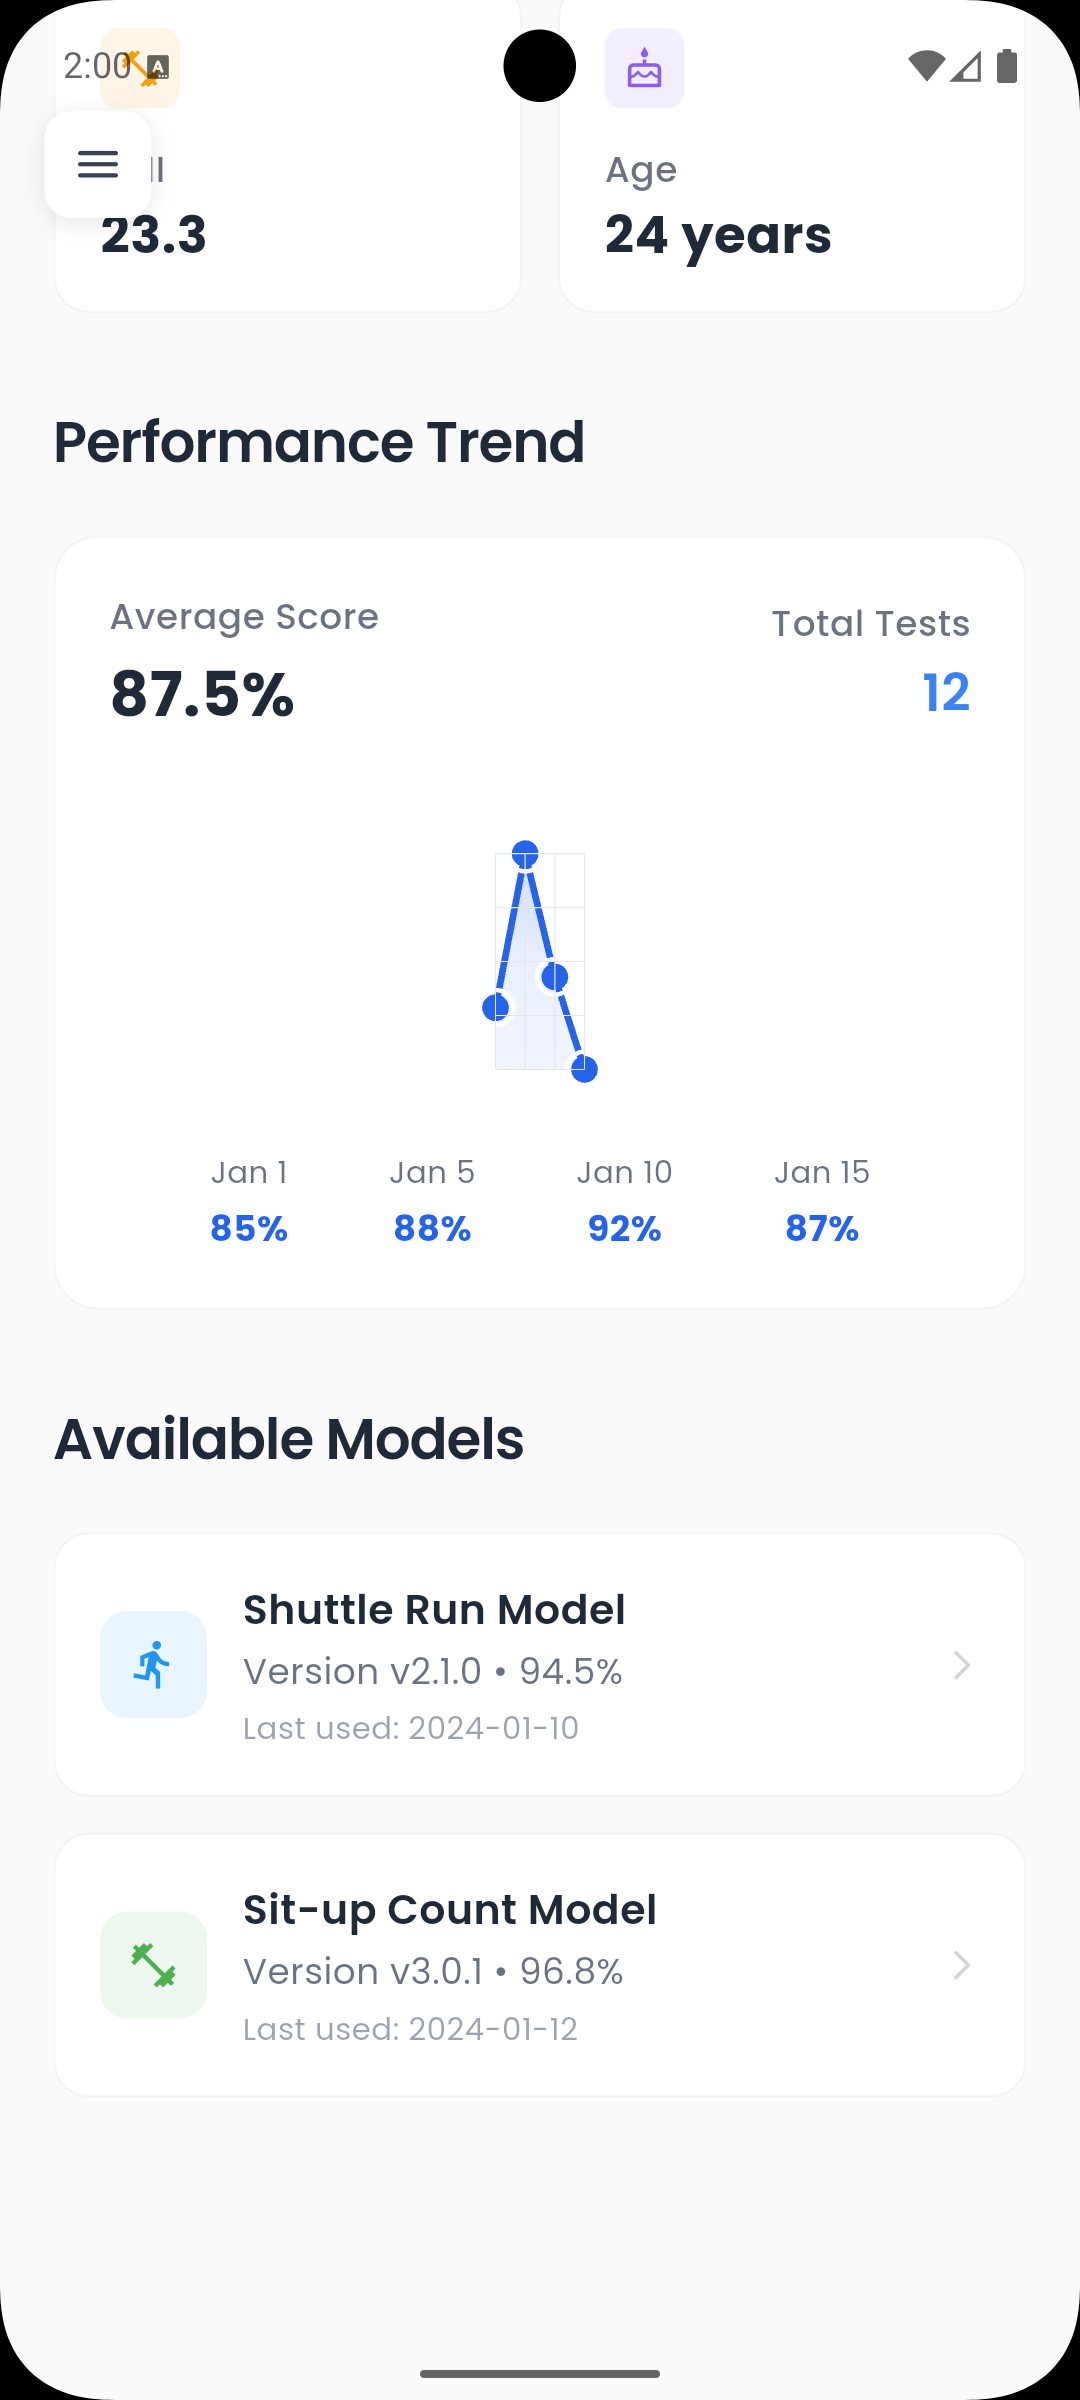 2:00
Age
23.3
24 years
Performance Trend
Average Score
Total Tests
87.5%
12
Jan 1
Jan 5
Jan 10
Jan 15
85%
88%
92%
87%
Available Models
Shuttle Run Model
Version v2.1.0 • 94.5%
Last used: 2024-01-10
Sit-up Count Model
Version v3.0.1 • 96.8%
Last used: 2024-01-12